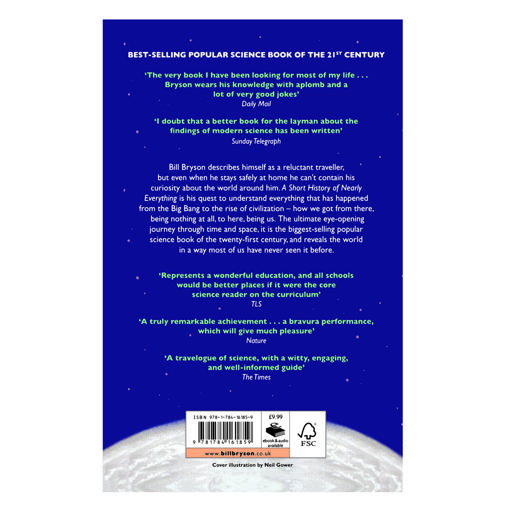 BEST-SELLING POPULAR SCIENCE BOOK OF THE 21ST CENTURY
‘The very book I have been looking for most of my life . . .
Bryson wears his knowledge with aplomb and a
lot of very good jokes’
Daily Mail
‘I doubt that a better book for the layman about the
findings of modern science has been written’
Sunday Telegraph
Bill Bryson describes himself as a reluctant traveller,
but even when he stays safely at home he can’t contain his
curiosity about the world around him. A Short History of Nearly
Everything is his quest to understand everything that has happened
from the Big Bang to the rise of civilization – how we got from there,
being nothing at all, to here, being us. The ultimate eye-opening
journey through time and space, it is the biggest-selling popular
science book of the twenty-first century, and reveals the world
in a way most of us have never seen it before.
‘Represents a wonderful education, and all schools
would be better places if it were the core
science reader on the curriculum’
TLS
‘A truly remarkable achievement . . . a bravura performance,
which will give much pleasure’
Nature
‘A travelogue of science, with a witty, engaging,
and well-informed guide’
The Times
ISBN 978-1-784-16185-9
£9.99
9 781784 161859
ebook & audio
available
FSC
www.billbryson.co.uk
Cover illustration by Neil Gower